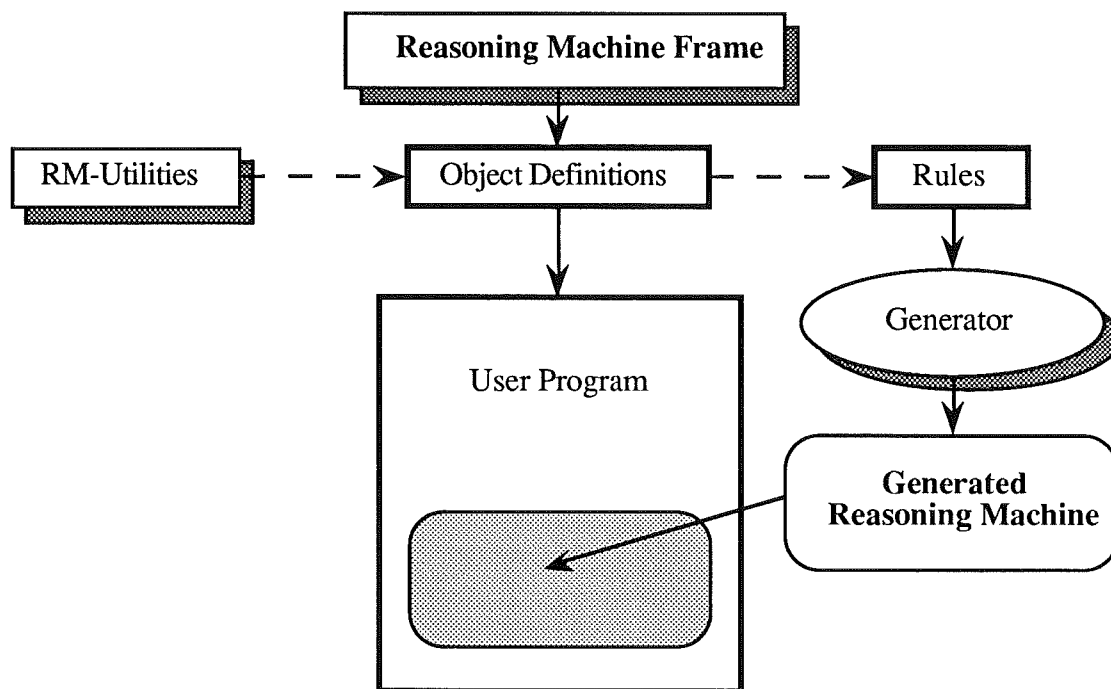 Reasoning Machine Frame
RM-Utilities
Object Definitions
Rules
Generator
User Program
Generated
Reasoning Machine